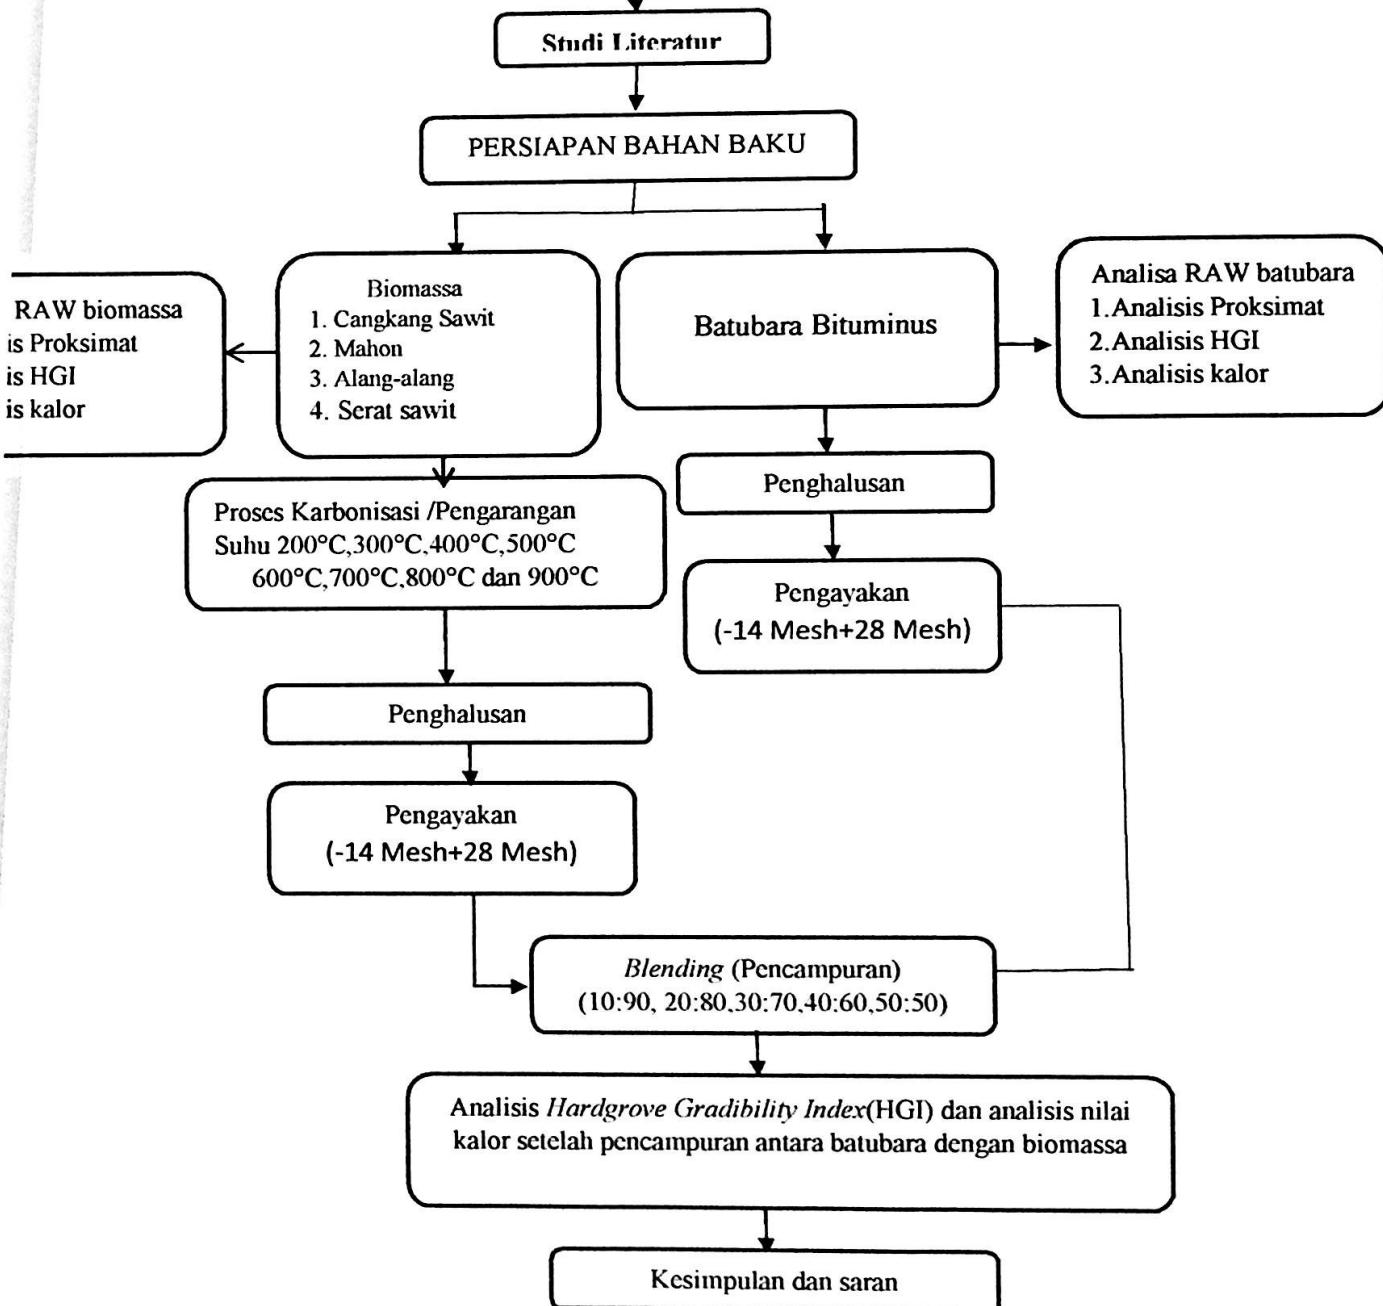 Studi Literatur
PERSIAPAN BAHAN BAKU
RAW biomassa
is Proksimat
is HGI
is kalor
Biomassa
1. Cangkang Sawit
2. Mahon
3. Alang-alang
4. Serat sawit
Batubara Bituminus
Analisa RAW batubara
1.Analisis Proksimat
2.Analisis HGI
3.Analisis kalor
Proses Karbonisasi /Pengarangan
Suhu 200°C,300°C,400°C,500°C
600°C,700°C,800°C dan 900°C
Penghalusan
Pengayakan
(-14 Mesh+28 Mesh)
Penghalusan
Pengayakan
(-14 Mesh+28 Mesh)
Blending (Pencampuran)
(10:90, 20:80,30:70,40:60,50:50)
Analisis Hardgrove Gradibility Index(HGI) dan analisis nilai
kalor setelah pencampuran antara batubara dengan biomassa
Kesimpulan dan saran